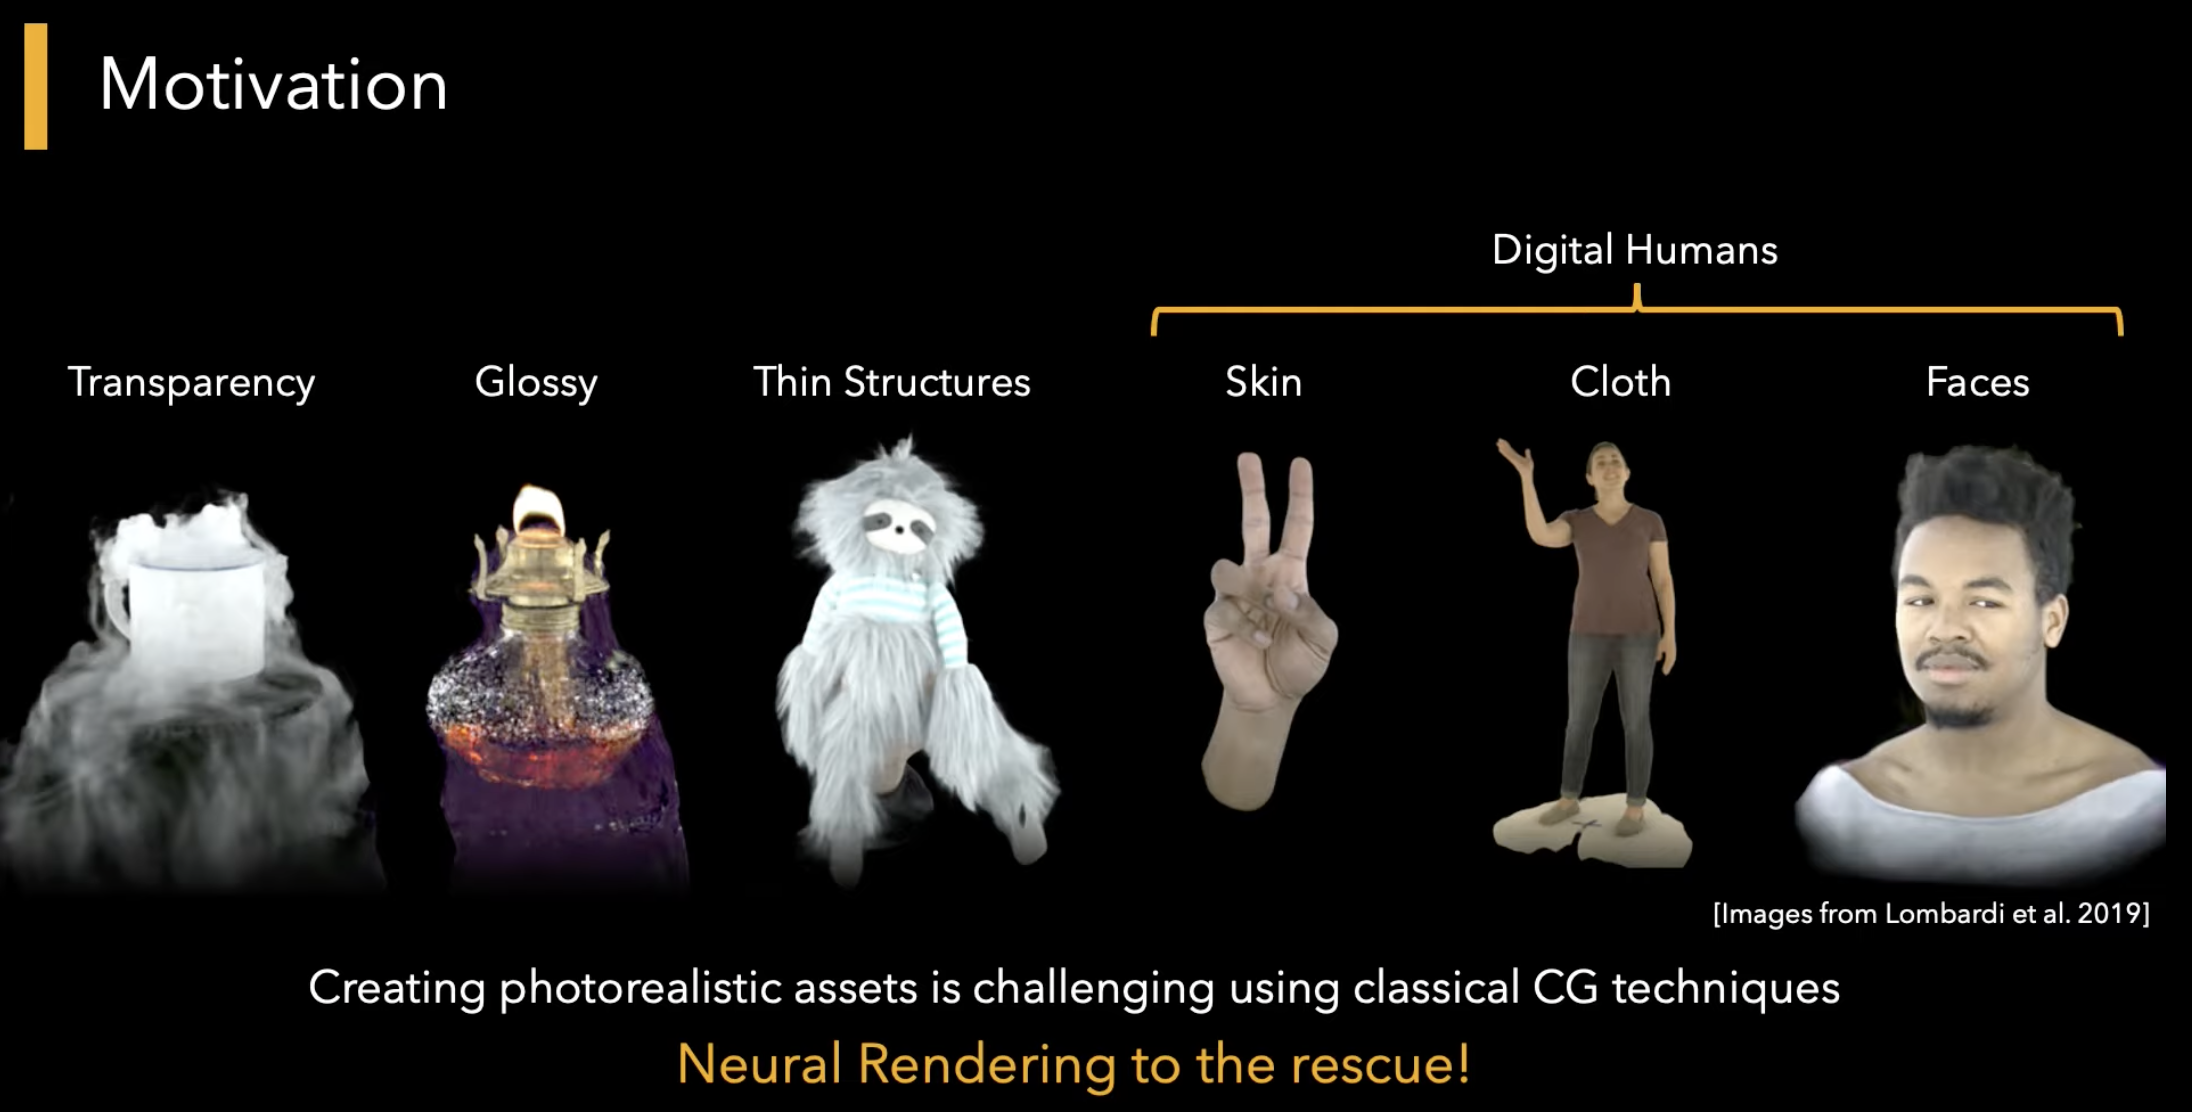 Motivation
Digital Humans
Transparency
Glossy
Thin Structures
Skin
Cloth
Faces
[Images from Lombardi et al. 2019]
Creating photorealistic assets is challenging using classical CG techniques
Neural Rendering to the rescue!